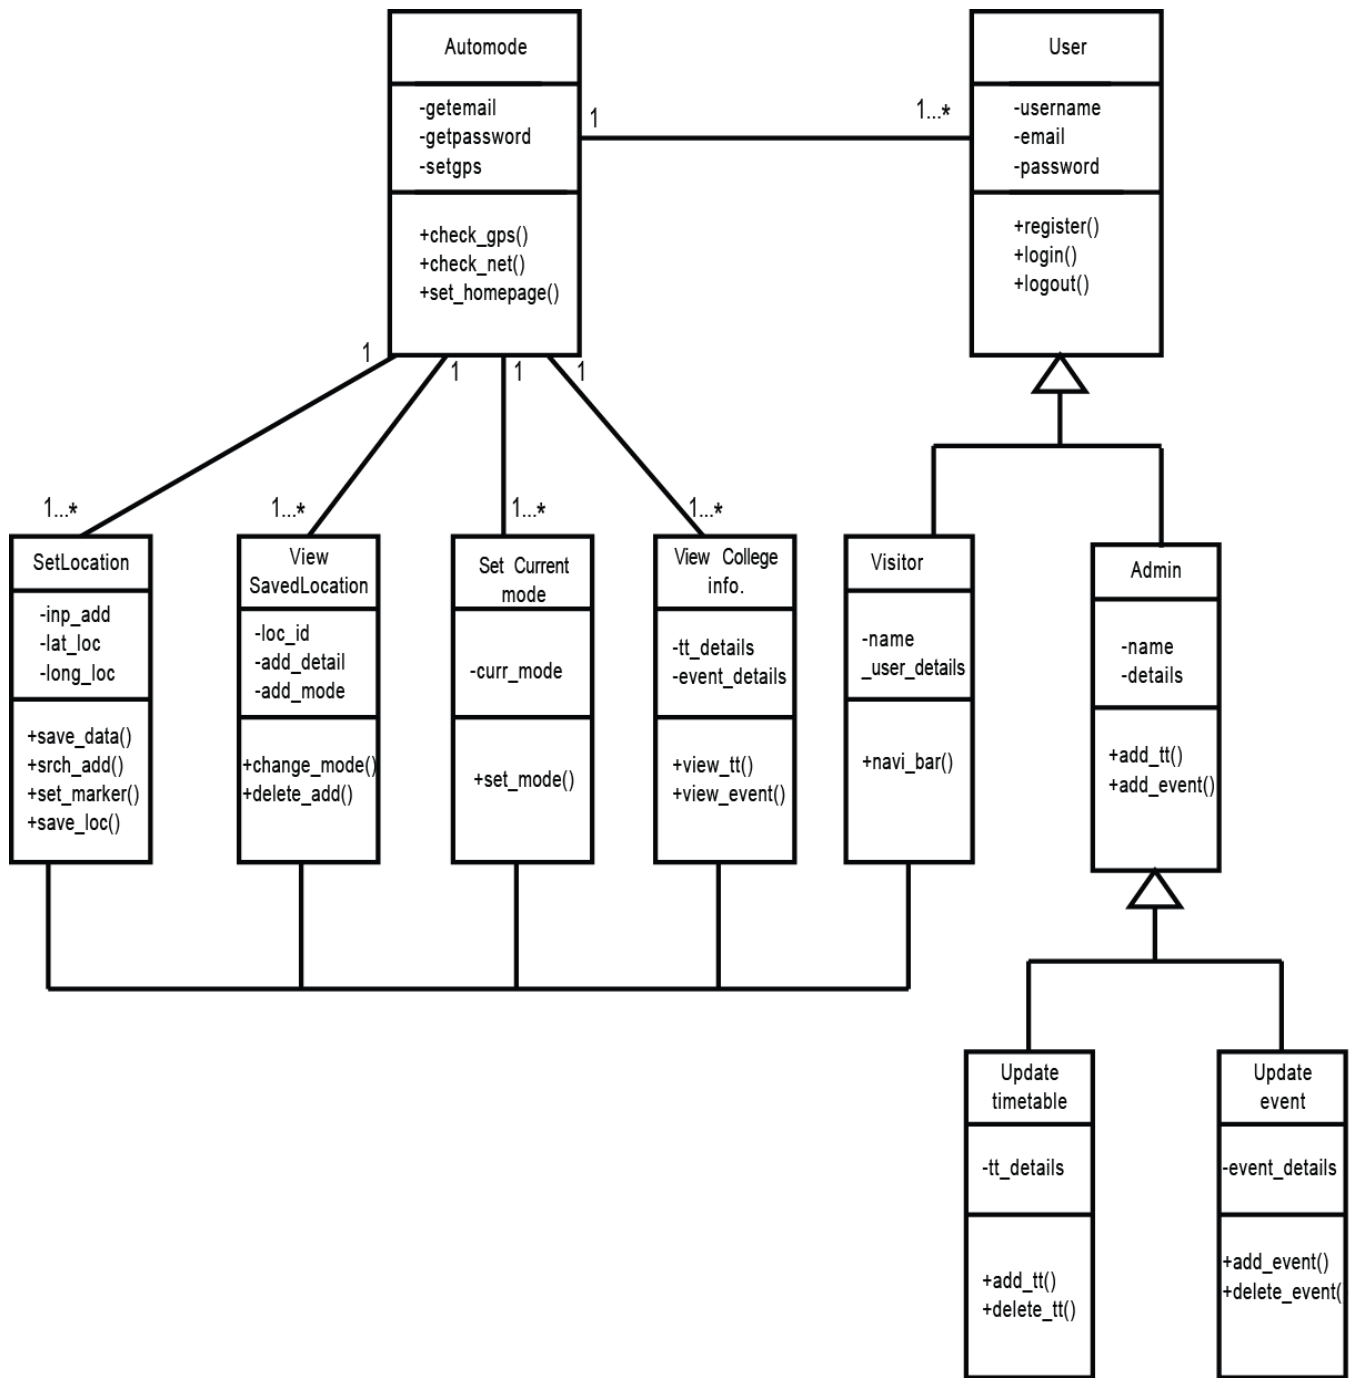 Automode
-getemail
-getpassword
-setgps
+check_gps()
+check_net()
+set_homepage()
1
1...*
User
-username
-email
-password
+register()
+login()
+logout()
1
1
1
1
1...*
1...*
1...*
1...*
SetLocation
-inp_add
-lat_loc
-long_loc
+save_data()
+srch_add()
+set_marker()
+save_loc()
View
SavedLocation
-loc_id
-add_detail
-add_mode
+change_mode()
+delete_add()
Set Current
mode
-curr_mode
+set_mode()
View College
info.
-tt_details
-event_details
+view_tt()
+view_event()
Visitor
-name
_user_details
+navi_bar()
Admin
-name
-details
+add_tt()
+add_event()
Update
timetable
-tt_details
+add_tt()
+delete_tt()
Update
event
-event_details
+add_event()
+delete_event(